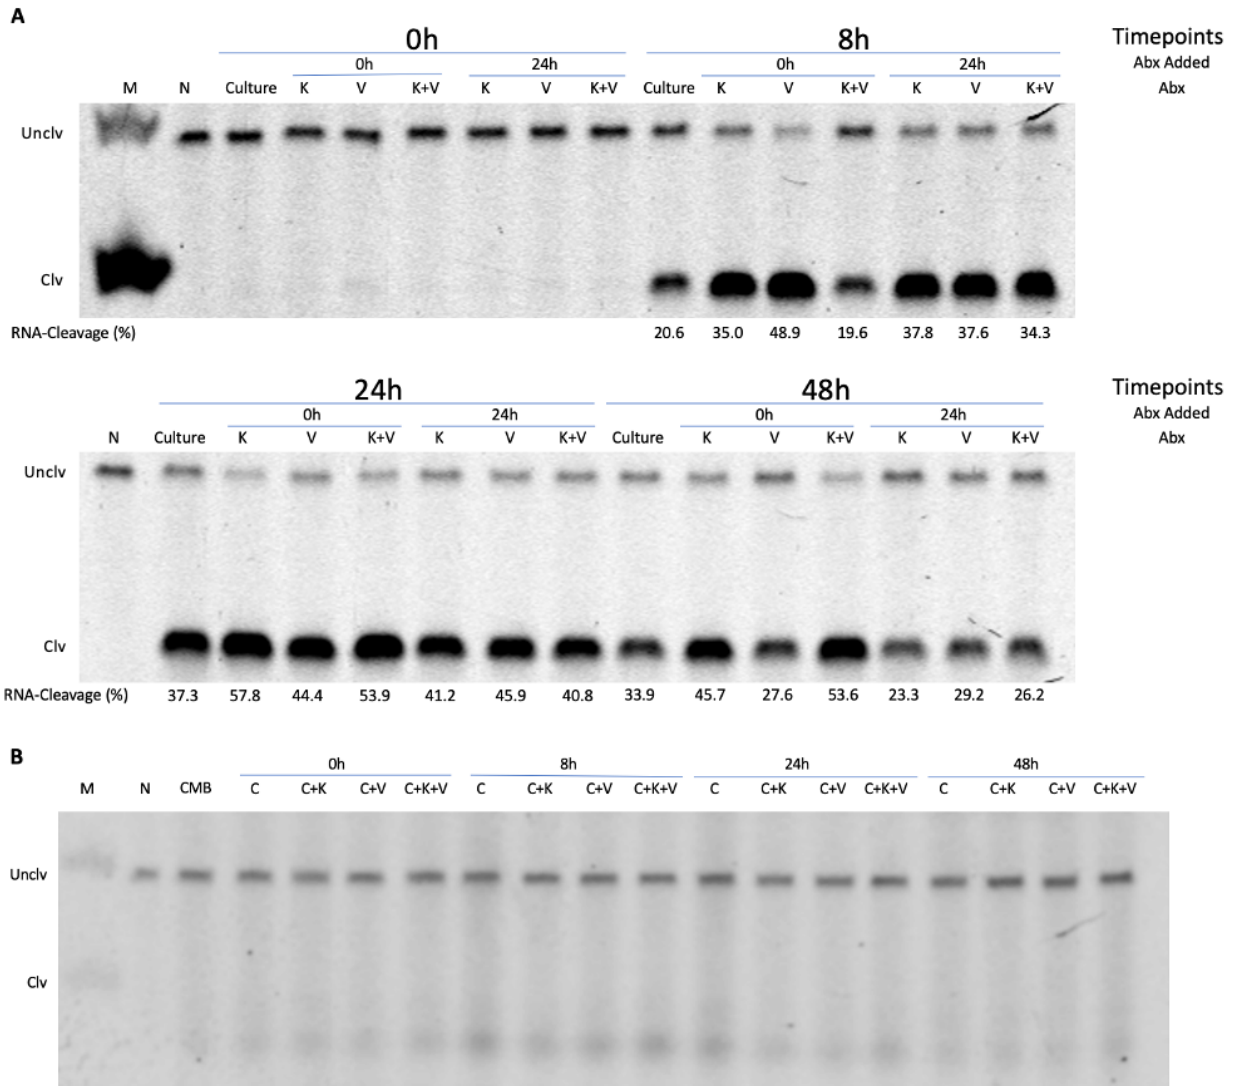 A
0h 8h Timepoints
0h 24h 0h 24h Abx Added
M N Culture K V K+V K V K+V Culture K V K+V K V K+V Abx
Unclv
Clv
RNA-Cleavage (%) 20.6 35.0 48.9 19.6 37.8 37.6 34.3
24h 48h Timepoints
0h 24h 0h 24h Abx Added
N Culture K V K+V K V K+V Culture K V K+V K V K+V Abx
Unclv
Clv
RNA-Cleavage (%) 37.3 57.8 44.4 53.9 41.2 45.9 40.8 33.9 45.7 27.6 53.6 23.3 29.2 26.2
B
0h 8h 24h 48h
M N CMB C C+K C+V C+K+V C C+K C+V C+K+V C C+K C+V C+K+V C C+K C+V C+K+V
Unclv
Clv